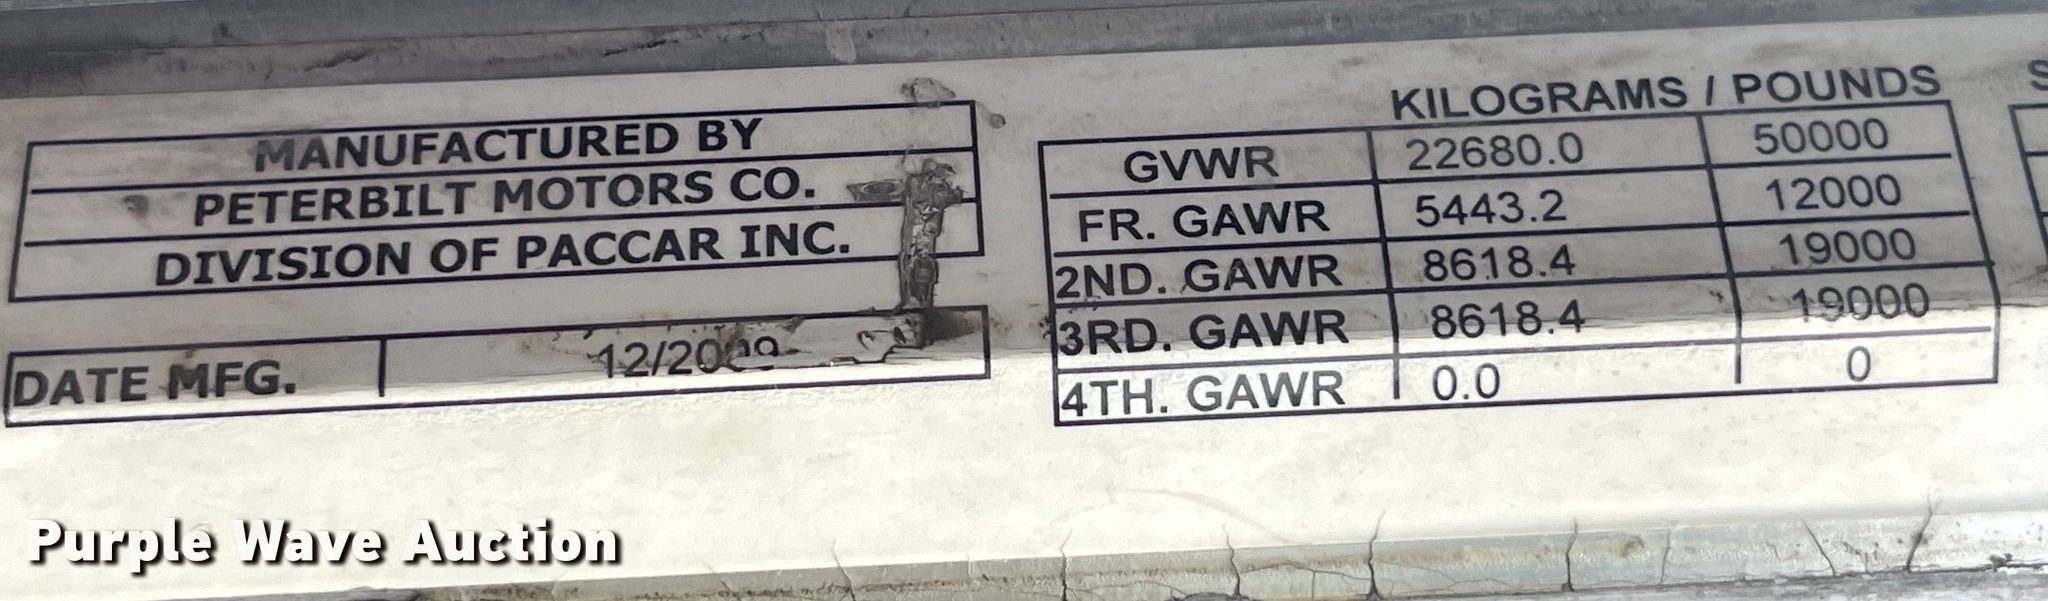 MANUFACTURED BY
PETERBILT MOTORS CO.
DIVISION OF PACCAR INC.
DATE MFG. 12/2009
KILOGRAMS / POUNDS
GVWR 22680.0 50000
FR. GAWR 5443.2 12000
2ND. GAWR 8618.4 19000
3RD. GAWR 8618.4 19000
4TH. GAWR 0.0 0
Purple Wave Auction